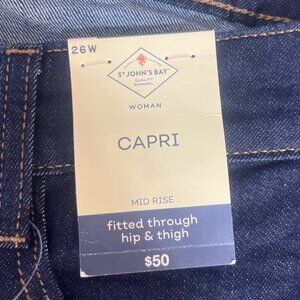 26W
ST JOHN'S BAY
QUALITY
APPAREL
WOMAN
CAPRI
MID RISE
fitted through
hip & thigh
$50